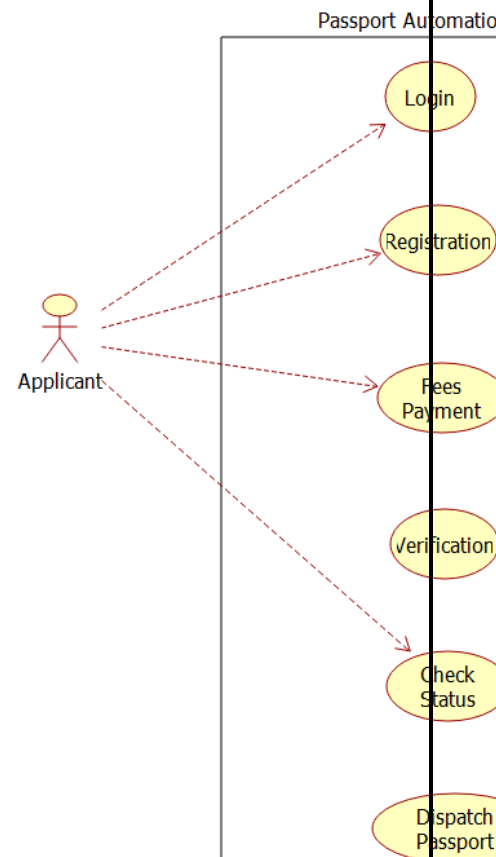 Passport Automatio
Login
Registration
Applicant
Fees
Payment
Verification
Check
Status
Dispatch
Passport